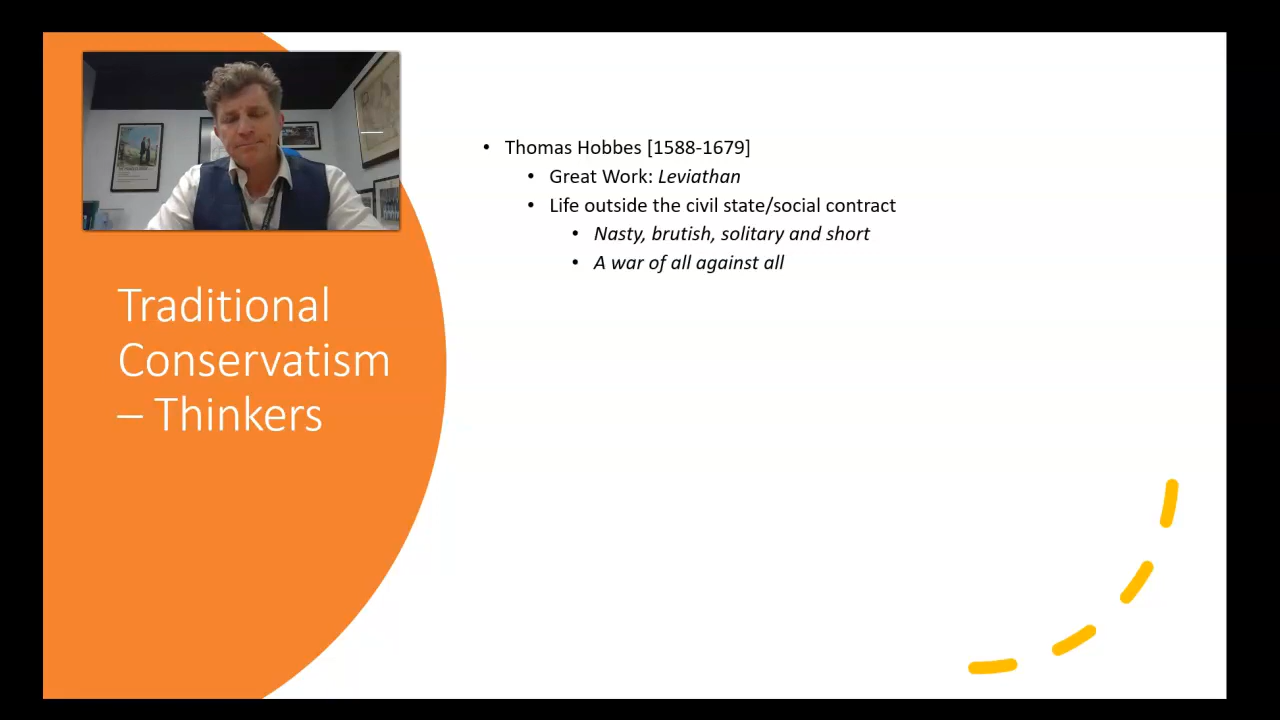 Traditional
Conservatism
– Thinkers
• Thomas Hobbes [1588-1679]
• Great Work: Leviathan
• Life outside the civil state/social contract
• Nasty, brutish, solitary and short
• A war of all against all